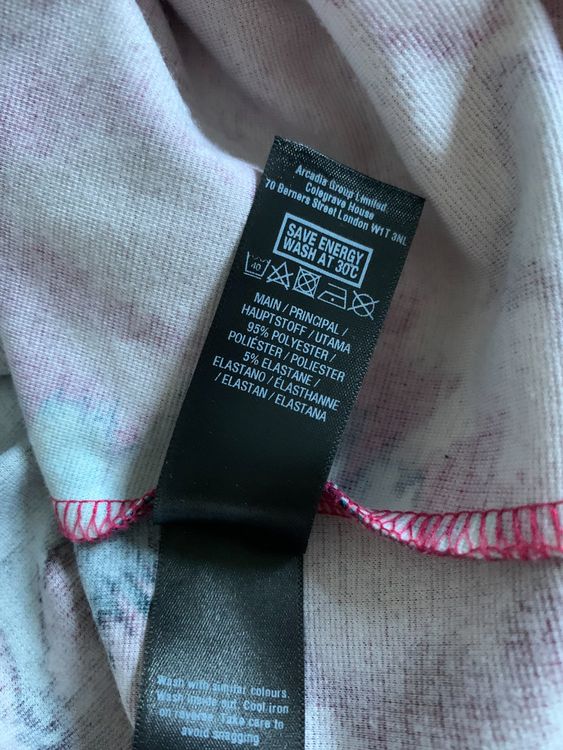 Arcadia Group Limited
Colegrave House
70 Berners Street London W1T 3NL
SAVE ENERGY
WASH AT 30°C
40
MAIN / PRINCIPAL /
HAUPTSTOFF / UTAMA
95% POLYESTER /
POLIÉSTER / POLIESTER
5% ELASTANE /
ELASTANO / ÉLASTHANNE
/ ELASTAN / ELASTANA
Wash with similar colours.
Wash inside out. Cool iron
on reverse. Take care to
avoid snagging